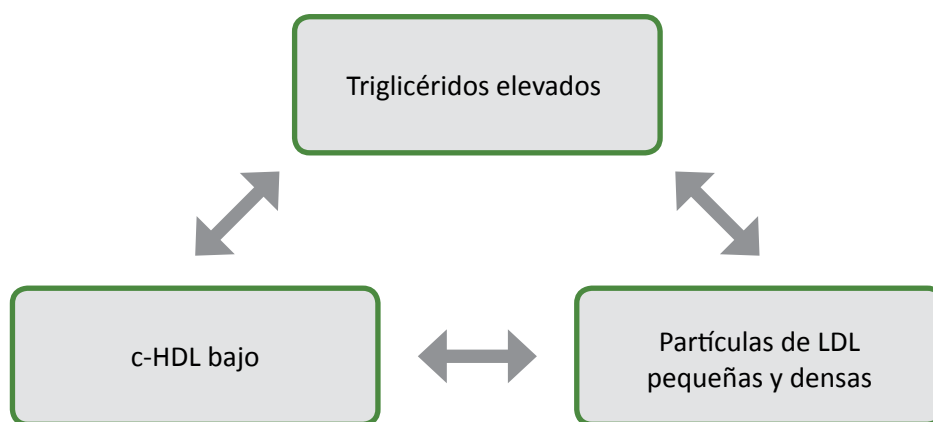 Triglicéridos elevados
c-HDL bajo
Partículas de LDL
pequeñas y densas